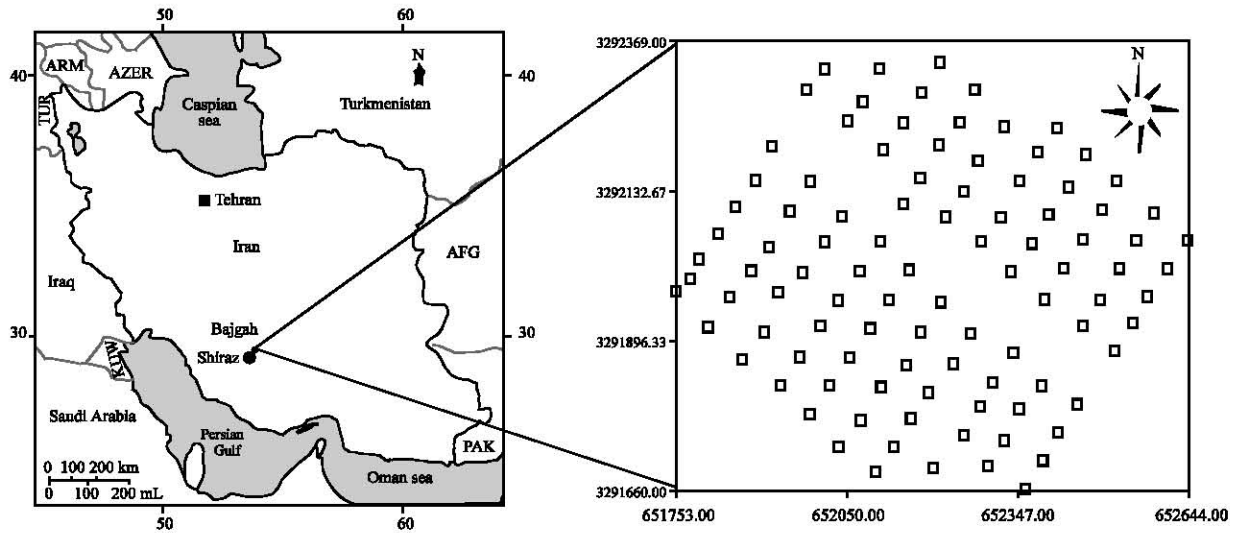 50 60
N
40 40
ARM AZER
TUR
Caspian
sea
Turkmenistan
Tehran
Iran
AFG
Iraq
Bajgah
30 30
Shiraz
KUW
Saudi Arabia
Persian
Gulf
PAK
Oman sea
0 100 200 km
0 100 200 mL
50 60
3292369.00
N
3292132.67
3291896.33
3291660.00
651753.00 652050.00 652347.00 652644.00